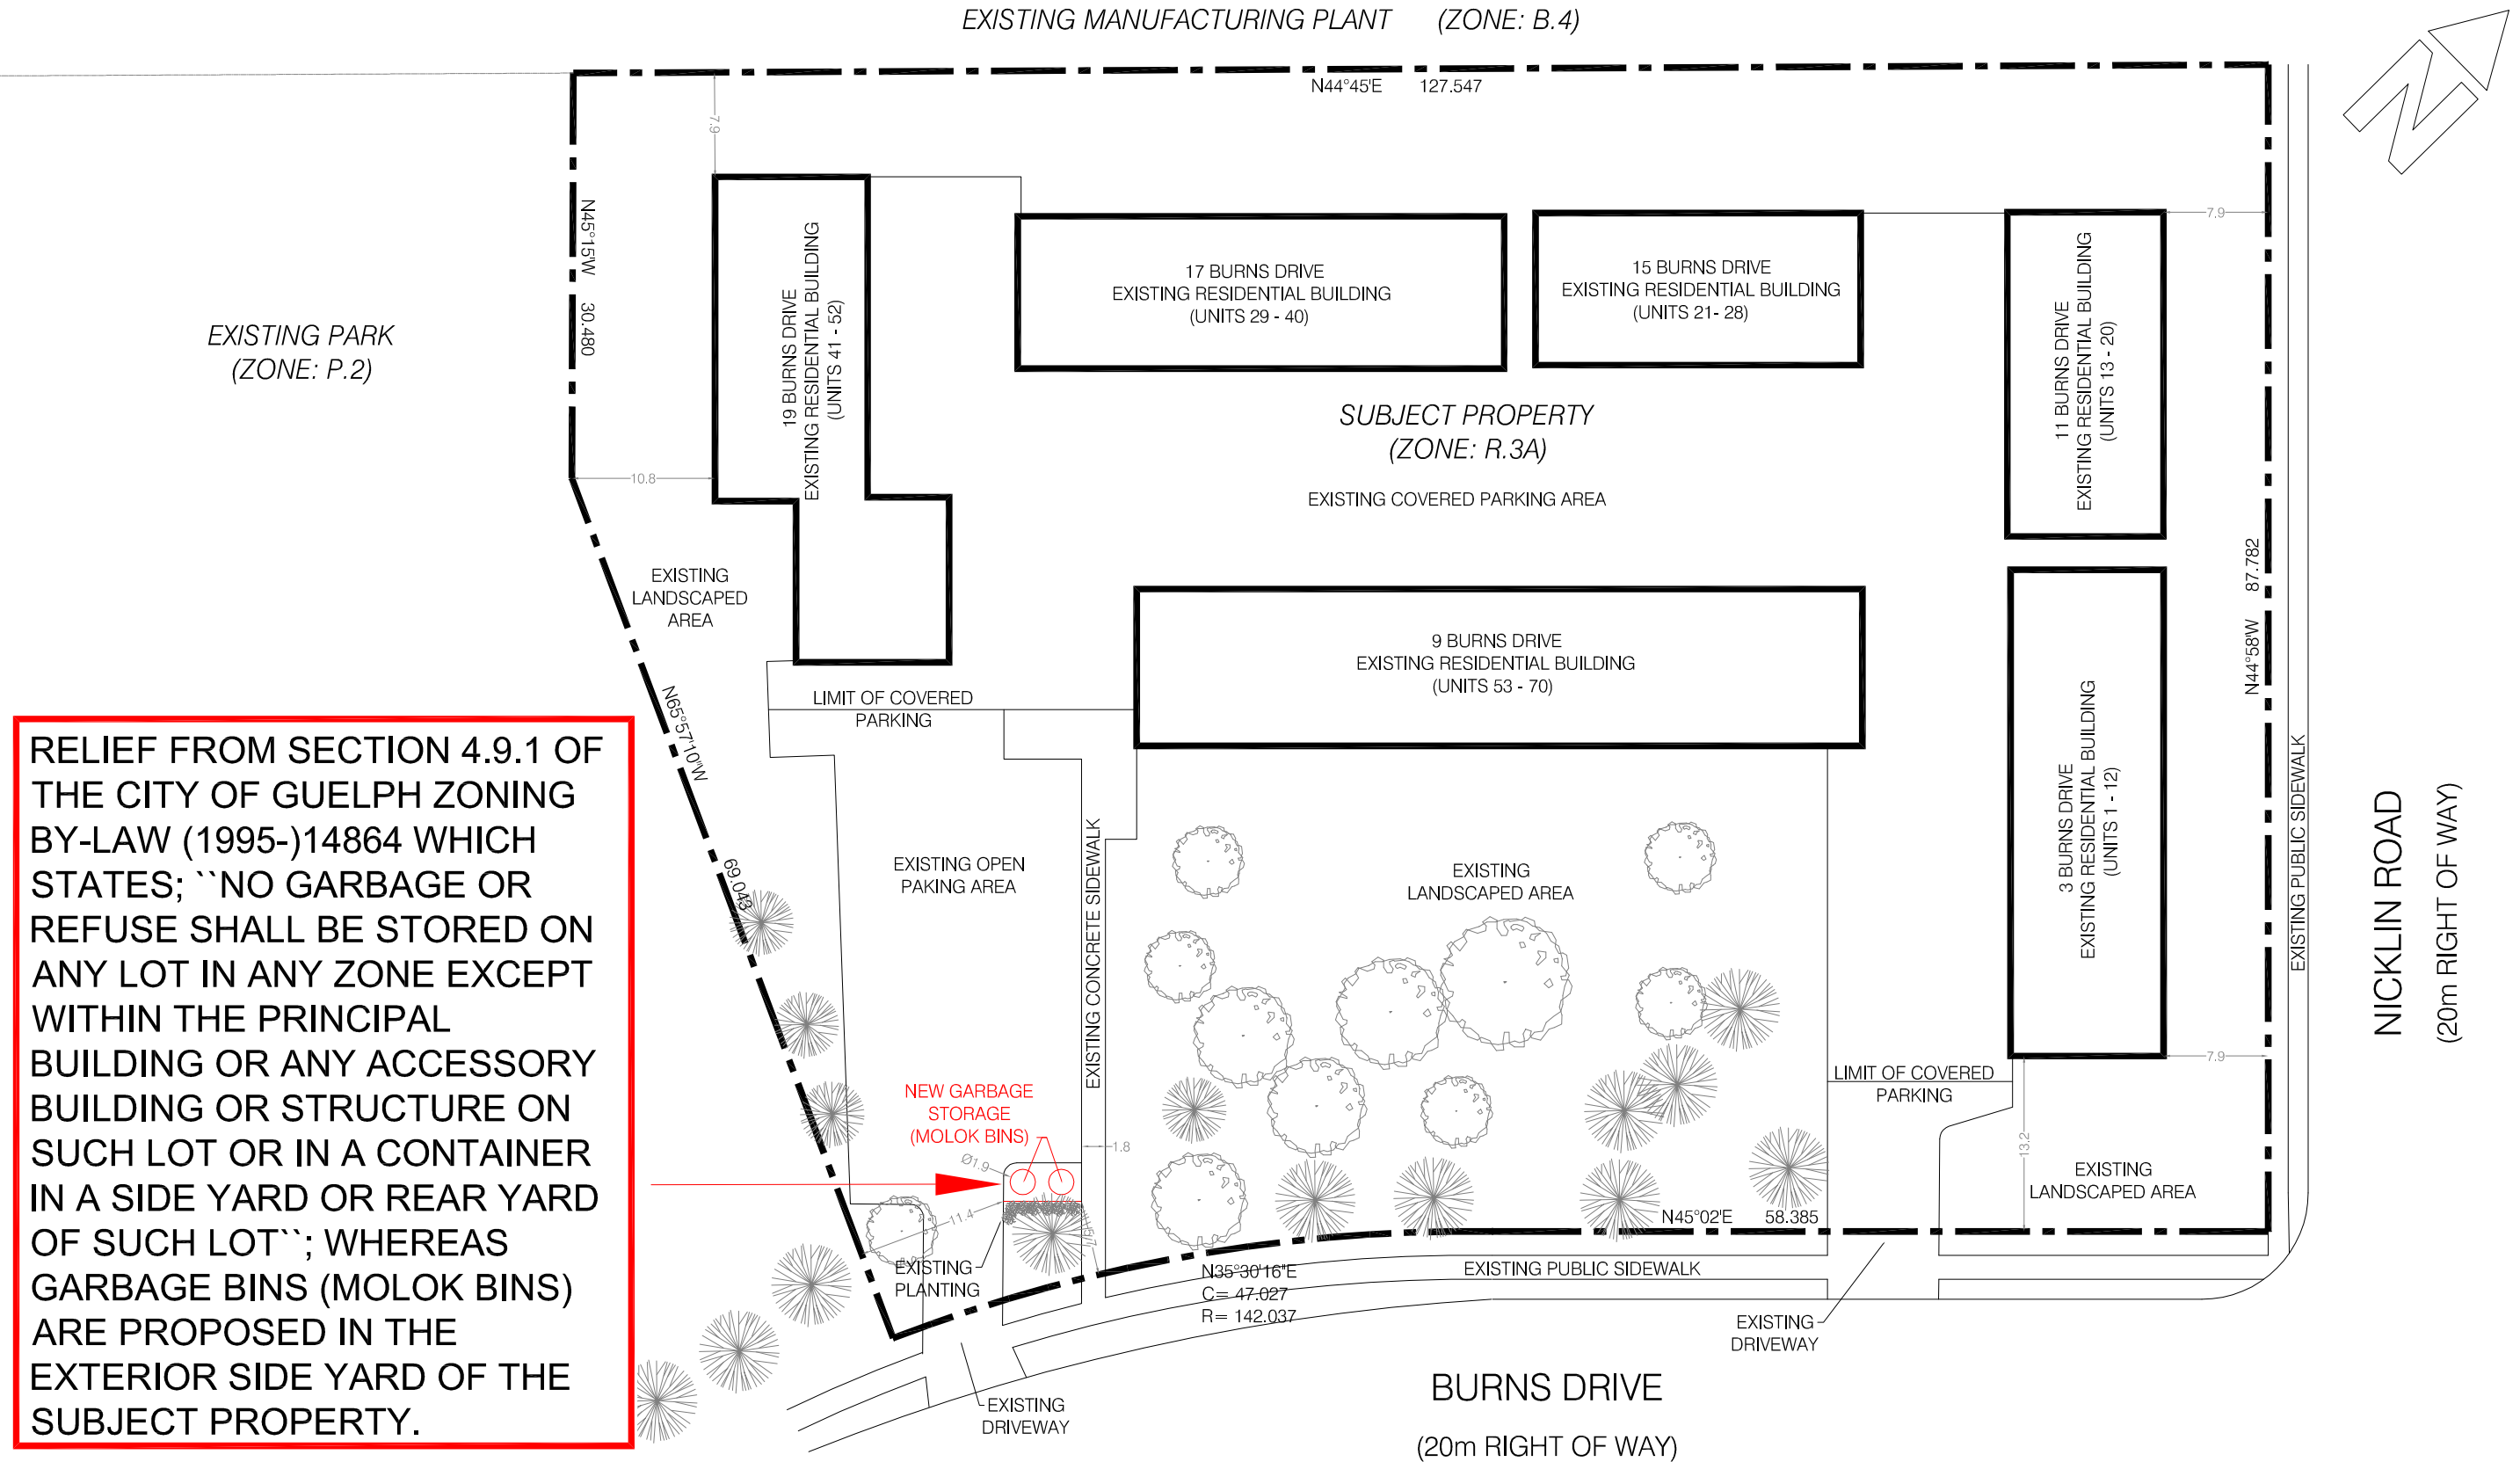 EXISTING MANUFACTURING PLANT (ZONE: B.4)
N44°45'E 127.547
N
7.9
N45°15'W 30.480
EXISTING PARK
(ZONE: P.2)
19 BURNS DRIVE
EXISTING RESIDENTIAL BUILDING
(UNITS 41 - 52)
17 BURNS DRIVE
EXISTING RESIDENTIAL BUILDING
(UNITS 29 - 40)
15 BURNS DRIVE
EXISTING RESIDENTIAL BUILDING
(UNITS 21- 28)
11 BURNS DRIVE
EXISTING RESIDENTIAL BUILDING
(UNITS 13 - 20)
7.9
SUBJECT PROPERTY
(ZONE: R.3A)
EXISTING COVERED PARKING AREA
10.8
EXISTING
LANDSCAPED
AREA
9 BURNS DRIVE
EXISTING RESIDENTIAL BUILDING
(UNITS 53 - 70)
N44°58'W 87.782
LIMIT OF COVERED
PARKING
N65°57'10"W
69.043
3 BURNS DRIVE
EXISTING RESIDENTIAL BUILDING
(UNITS 1 - 12)
EXISTING PUBLIC SIDEWALK
NICKLIN ROAD
(20m RIGHT OF WAY)
RELIEF FROM SECTION 4.9.1 OF
THE CITY OF GUELPH ZONING
BY-LAW (1995-)14864 WHICH
STATES; ``NO GARBAGE OR
REFUSE SHALL BE STORED ON
ANY LOT IN ANY ZONE EXCEPT
WITHIN THE PRINCIPAL
BUILDING OR ANY ACCESSORY
BUILDING OR STRUCTURE ON
SUCH LOT OR IN A CONTAINER
IN A SIDE YARD OR REAR YARD
OF SUCH LOT``; WHEREAS
GARBAGE BINS (MOLOK BINS)
ARE PROPOSED IN THE
EXTERIOR SIDE YARD OF THE
SUBJECT PROPERTY.
EXISTING OPEN
PAKING AREA
EXISTING CONCRETE SIDEWALK
EXISTING
LANDSCAPED AREA
NEW GARBAGE
STORAGE
(MOLOK BINS)
Ø1.9
1.8
11.4
LIMIT OF COVERED
PARKING
7.9
13.2
EXISTING
LANDSCAPED AREA
N45°02'E 58.385
EXISTING
PLANTING
N35°30'16"E
C= 47.027
R= 142.037
EXISTING PUBLIC SIDEWALK
EXISTING
DRIVEWAY
EXISTING
DRIVEWAY
BURNS DRIVE
(20m RIGHT OF WAY)